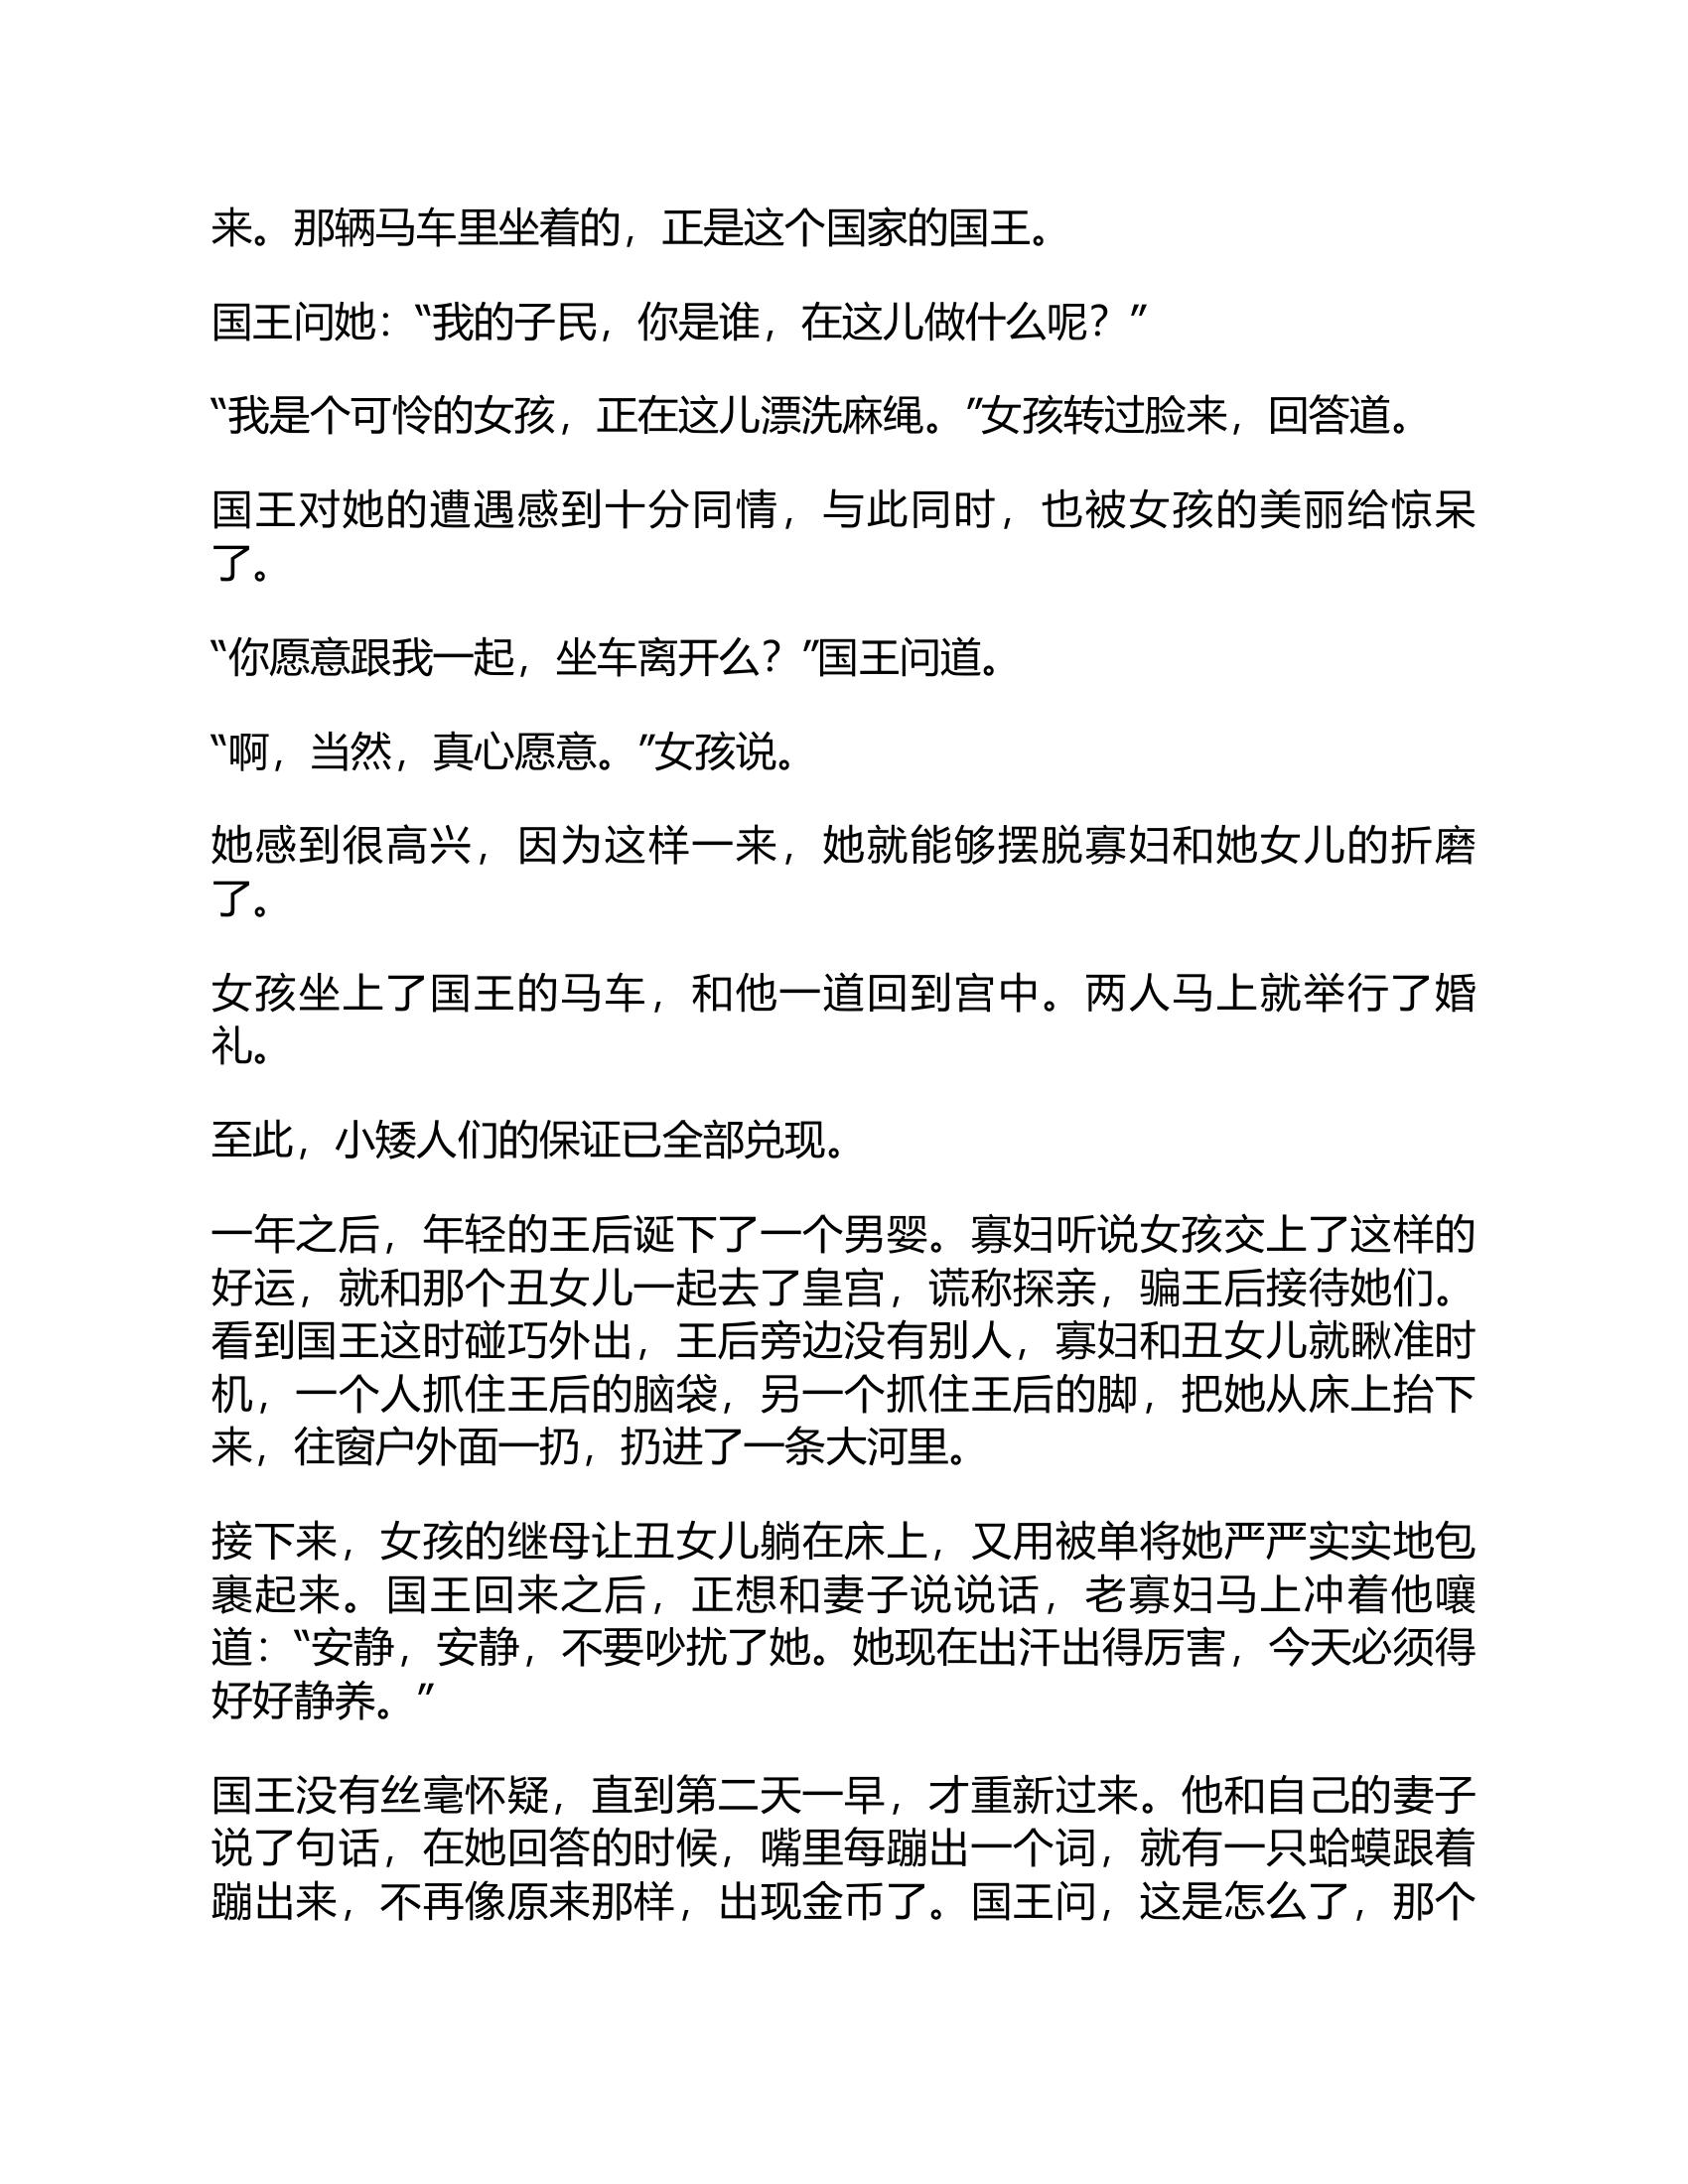 来。那辆马车里坐着的，正是这个国家的国王。
国王问她：“我的子民，你是谁，在这儿做什么呢？”
“我是个可怜的女孩，正在这儿漂洗麻绳。”女孩转过脸来，回答道。
国王对她的遭遇感到十分同情，与此同时，也被女孩的美丽给惊呆
了。
“你愿意跟我一起，坐车离开么？”国王问道。
“啊，当然，真心愿意。”女孩说。
她感到很高兴，因为这样一来，她就能够摆脱寡妇和她女儿的折磨
了。
女孩坐上了国王的马车，和他一道回到宫中。两人马上就举行了婚
礼。
至此，小矮人们的保证已全部兑现。
一年之后，年轻的王后诞下了一个男婴。寡妇听说女孩交上了这样的
好运，就和那个丑女儿一起去了皇宫，谎称探亲，骗王后接待她们。
看到国王这时碰巧外出，王后旁边没有别人，寡妇和丑女儿就瞅准时
机，一个人抓住王后的脑袋，另一个抓住王后的脚，把她从床上抬下
来，往窗户外面一扔，扔进了一条大河里。
接下来，女孩的继母让丑女儿躺在床上，又用被单将她严严实实地包
裹起来。国王回来之后，正想和妻子说说话，老寡妇马上冲着他嚷
道：“安静，安静，不要吵扰了她。她现在出汗出得厉害，今天必须得
好好静养。”
国王没有丝毫怀疑，直到第二天一早，才重新过来。他和自己的妻子
说了句话，在她回答的时候，嘴里每蹦出一个词，就有一只蛤蟆跟着
蹦出来，不再像原来那样，出现金币了。国王问，这是怎么了，那个